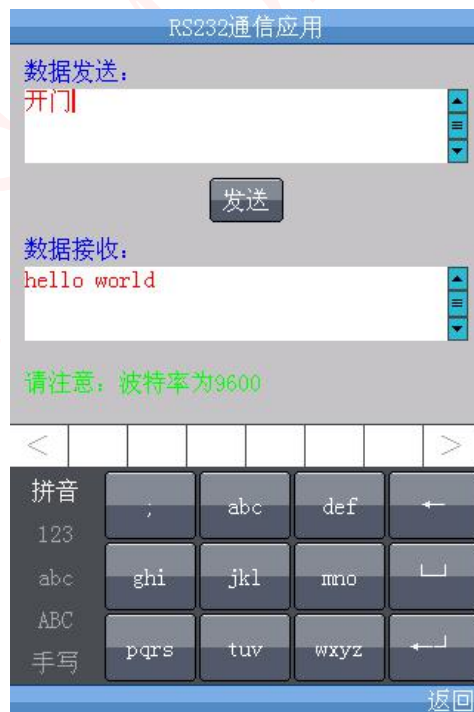 RS232通信应用
数据发送:
开门
发送
数据接收:
hello world
请注意：波特率为9600
< >
拼音
123
abc
ABC
手写
; abc def ←
ghi jkl mno
pqrs tuv wxyz
返回